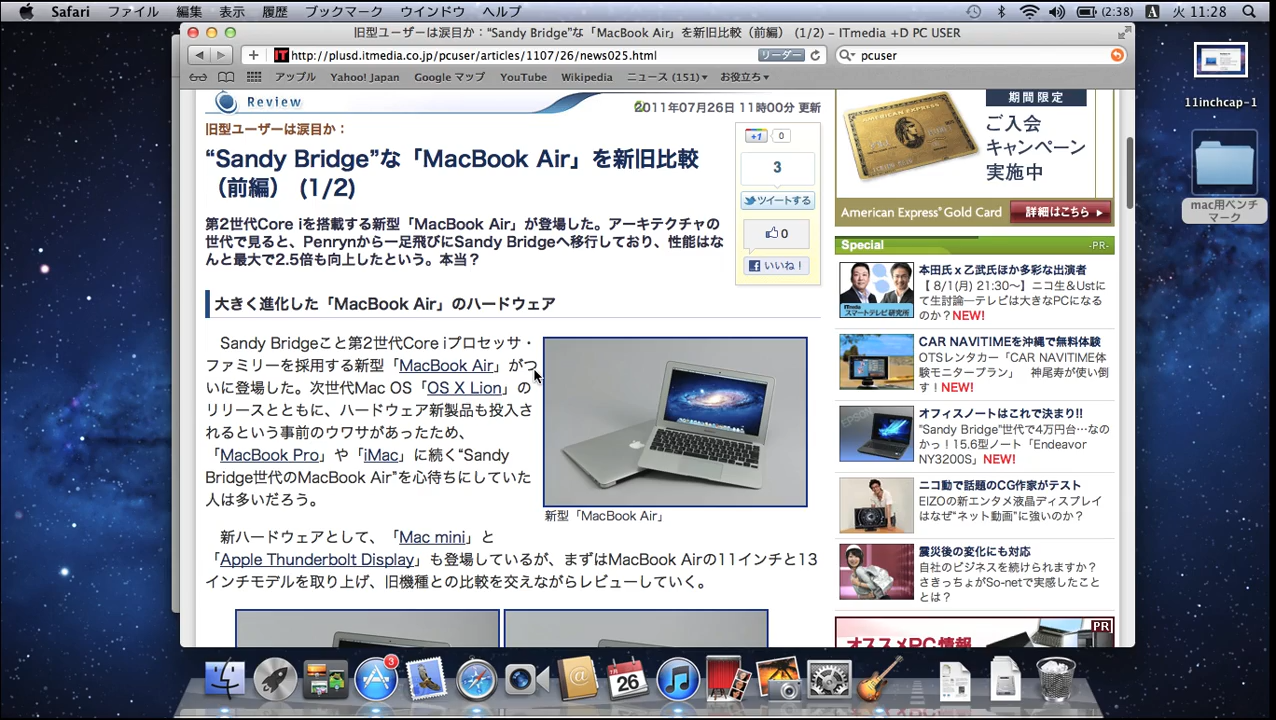 Safari ファイル 編集 表示 履歴 ブックマーク ウインドウ ヘルプ (2:38) A 火 11:28
旧型ユーザーは涙目か：“Sandy Bridge”な「MacBook Air」を新旧比較（前編） (1/2) – ITmedia +D PC USER
http://plusd.itmedia.co.jp/pcuser/articles/1107/26/news025.html リーダー pcuser
アップル Yahoo! Japan Google マップ YouTube Wikipedia ニュース (151) お役立ち
Review
2011年07月26日 11時00分 更新
旧型ユーザーは涙目か：
“Sandy Bridge”な「MacBook Air」を新旧比較
（前編） (1/2)
第2世代Core iを搭載する新型「MacBook Air」が登場した。アーキテクチャの
世代で見ると、Penrynから一足飛びにSandy Bridgeへ移行しており、性能はな
んと最大で2.5倍も向上したという。本当？
+1 0
3
ツイートする
0
いいね！
大きく進化した「MacBook Air」のハードウェア
Sandy Bridgeこと第2世代Core iプロセッサ・
ファミリーを採用する新型「MacBook Air」がつ
いに登場した。次世代Mac OS「OS X Lion」の
リリースとともに、ハードウェア新製品も投入さ
れるという事前のウワサがあったため、
「MacBook Pro」や「iMac」に続く“Sandy
Bridge世代のMacBook Air”を心待ちにしていた
人は多いだろう。
新型「MacBook Air」
新ハードウェアとして、「Mac mini」と
「Apple Thunderbolt Display」も登場しているが、まずはMacBook Airの11インチと13
インチモデルを取り上げ、旧機種との比較を交えながらレビューしていく。
AMERICAN EXPRESS
期間限定
ご入会
キャンペーン
実施中
American Express® Gold Card 詳細はこちら
Special -PR-
本田氏 x 乙武氏ほか多彩な出演者
【 8/1(月) 21:30～】ニコ生＆Ustに
て生討論―テレビは大きなPCになる
のか？NEW!
ITmedia
スマートテレビ研究所
CAR NAVITIMEを沖縄で無料体験
OTSレンタカー「CAR NAVITIME体
験モニタープラン」 神尾寿が使い倒
す！NEW!
オフィスノートはこれで決まり!!
"Sandy Bridge"世代で4万円台…なの
かっ！15.6型ノート「Endeavor
NY3200S」NEW!
ニコ動で話題のCG作家がテスト
EIZOの新エンタメ液晶ディスプレイ
はなぜ“ネット動画”に強いのか？
震災後の変化にも対応
自社のビジネスを続けられますか？
さきっちょがSo-netで実感したこと
とは？
PR
オススメPC情報
11inchcap-1
mac用ベンチ
マーク
3
26